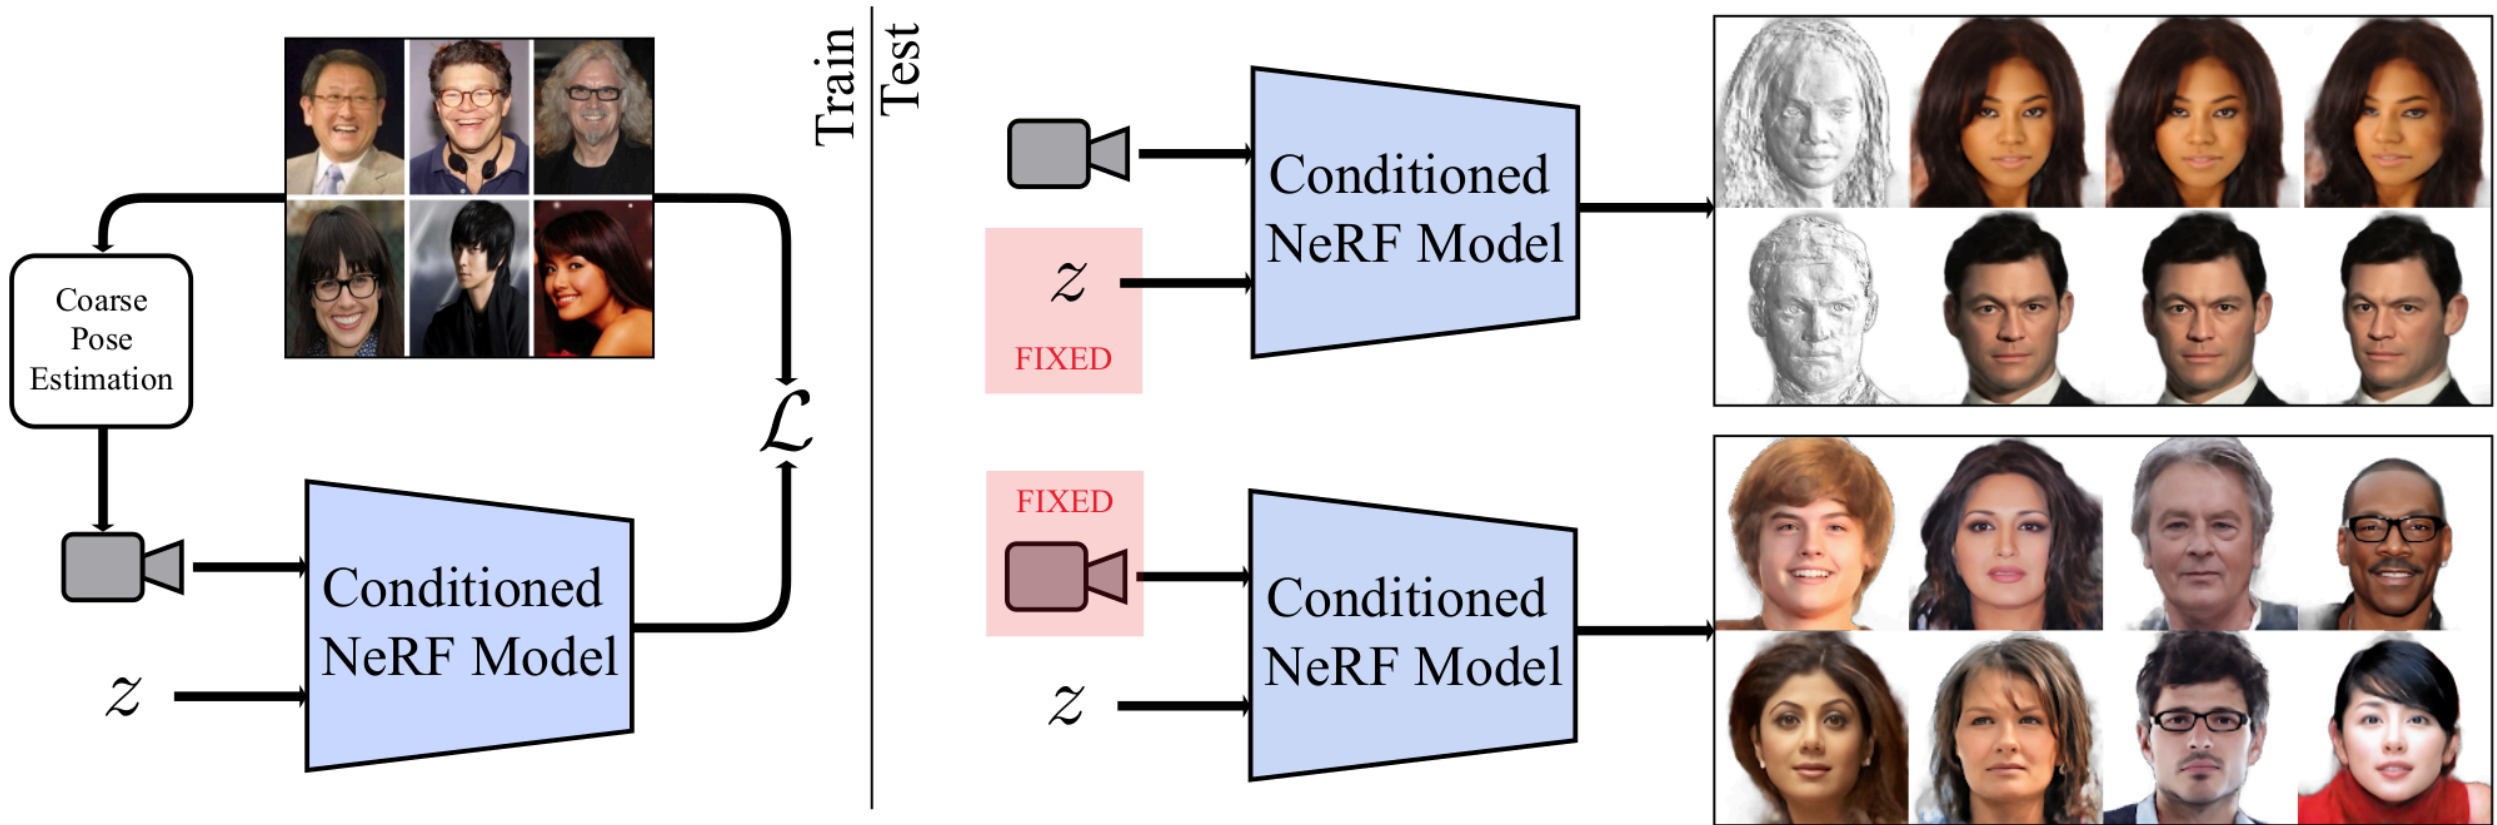 Coarse
Pose
Estimation
Conditioned
NeRF Model
z
ℒ
Train
Test
Conditioned
NeRF Model
z
FIXED
FIXED
Conditioned
NeRF Model
z